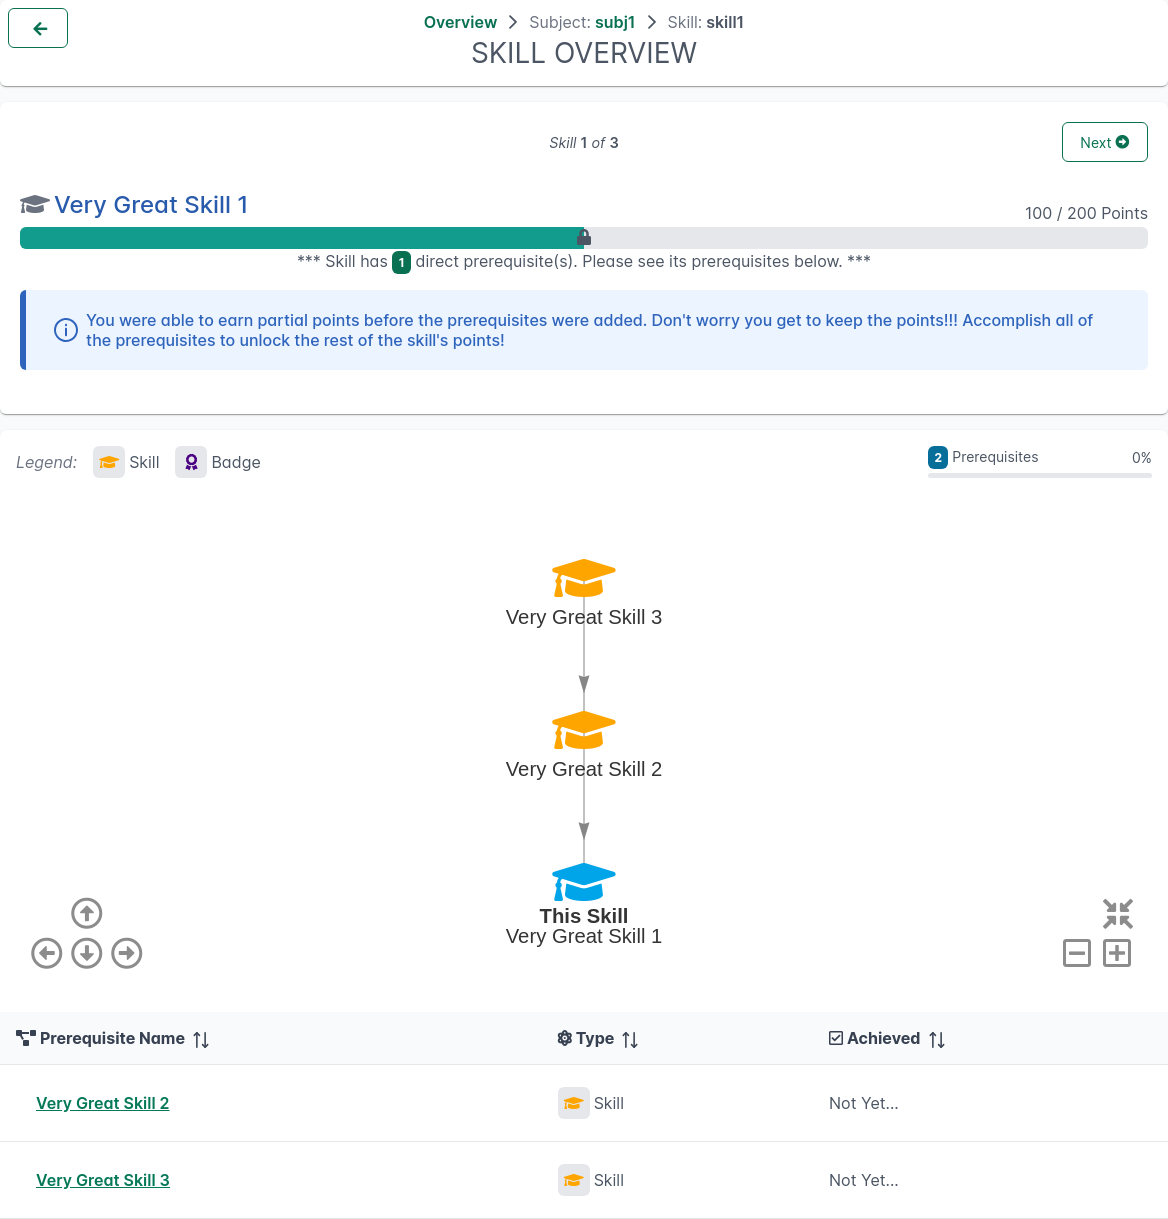 Overview > Subject: subj1 > Skill: skill1
SKILL OVERVIEW
Skill 1 of 3
Next
Very Great Skill 1
100 / 200 Points
*** Skill has 1 direct prerequisite(s). Please see its prerequisites below. ***
You were able to earn partial points before the prerequisites were added. Don't worry you get to keep the points!!! Accomplish all of
the prerequisites to unlock the rest of the skill's points!
Legend: Skill Badge
2 Prerequisites 0%
Very Great Skill 3
Very Great Skill 2
This Skill
Very Great Skill 1
Prerequisite Name Type Achieved
Very Great Skill 2 Skill Not Yet...
Very Great Skill 3 Skill Not Yet...